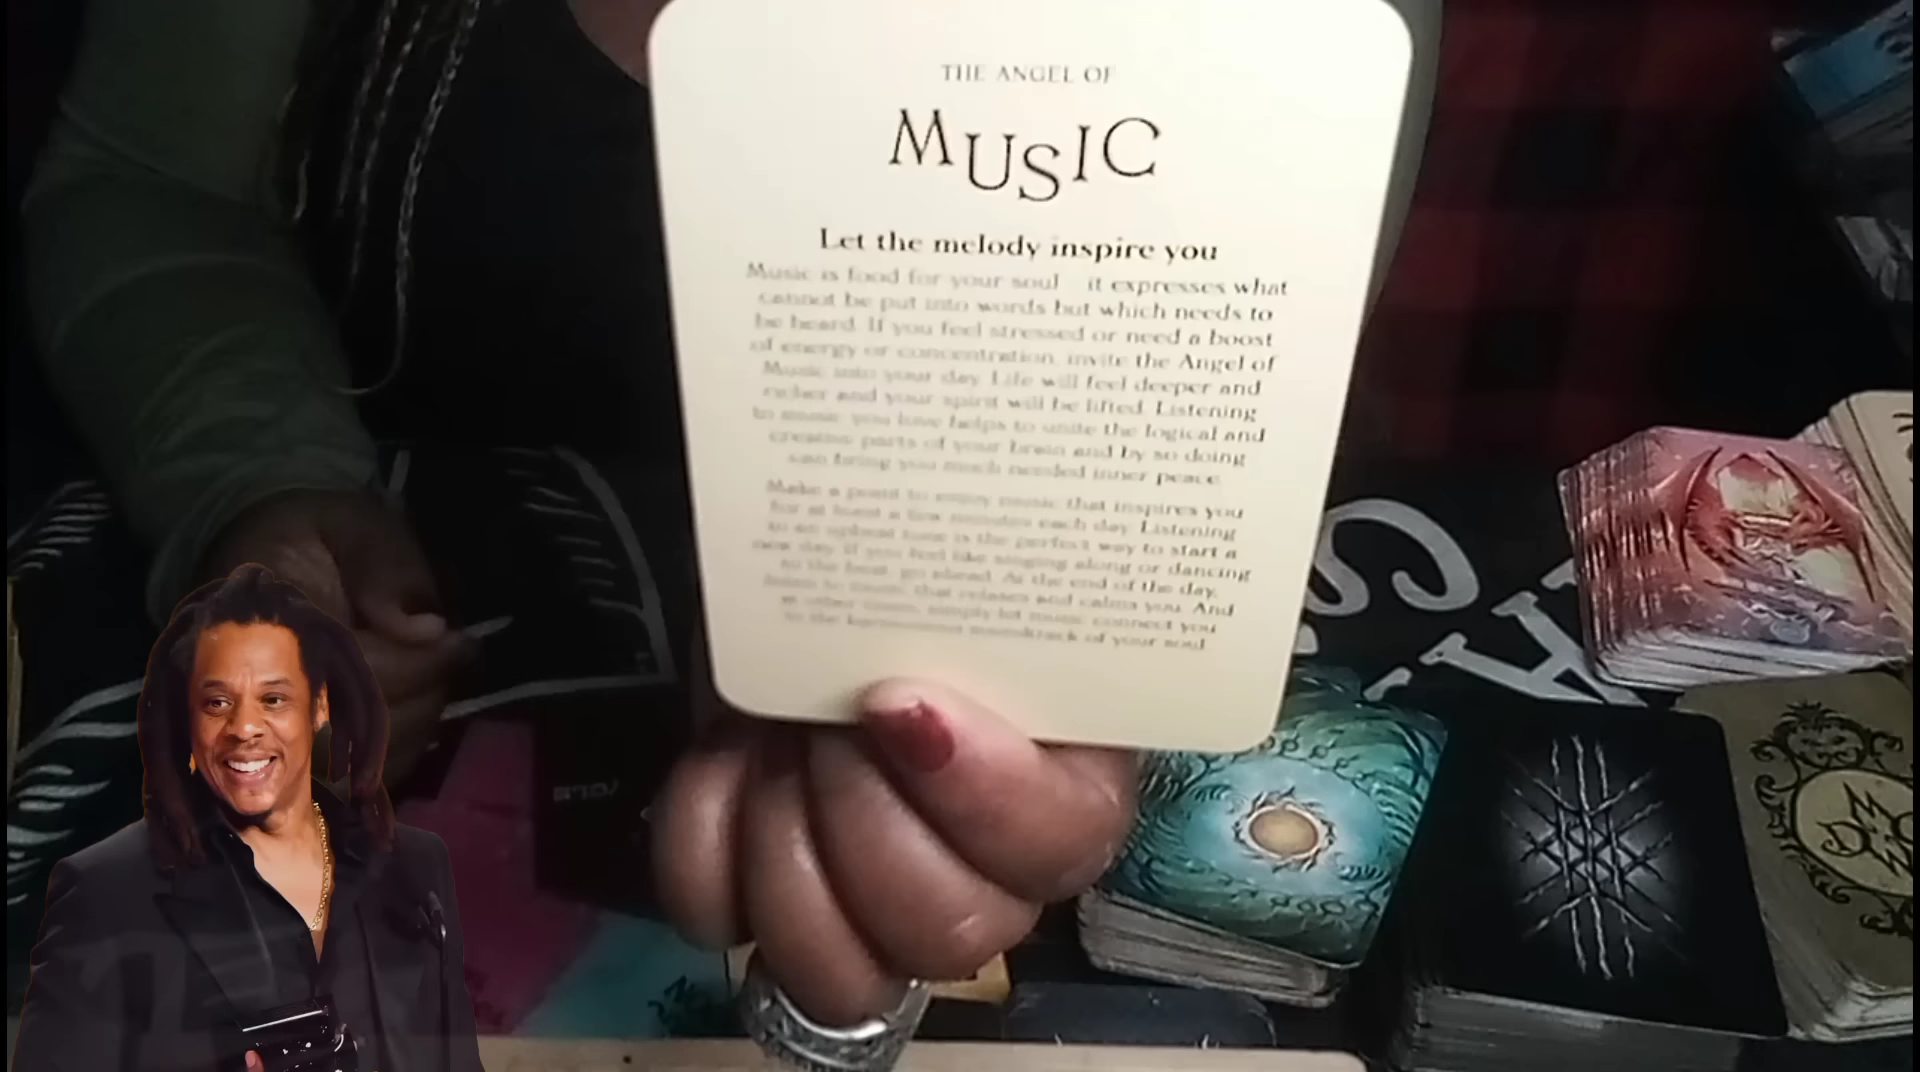 THE ANGEL OF
MUSIC
Let the melody inspire you
Music is food for your soul it expresses what
cannot be put into words but which needs to
be heard. If you feel stressed or need a boost
of energy or concentration, invite the Angel of
Music into your day. Life will feel deeper and
richer and your spirit will be lifted. Listening
to music you love helps to unite the logical and
creative parts of your brain and by so doing
can bring you much needed inner peace.
Make a point to enjoy music that inspires you
for at least a few minutes each day. Listening
to an upbeat tune is the perfect way to start a
new day. If you feel like singing along or dancing
to the beat, go ahead. At the end of the day,
listen to music that relaxes and calms you. And
at other times, simply let music connect you
to the harmonious soundtrack of your soul